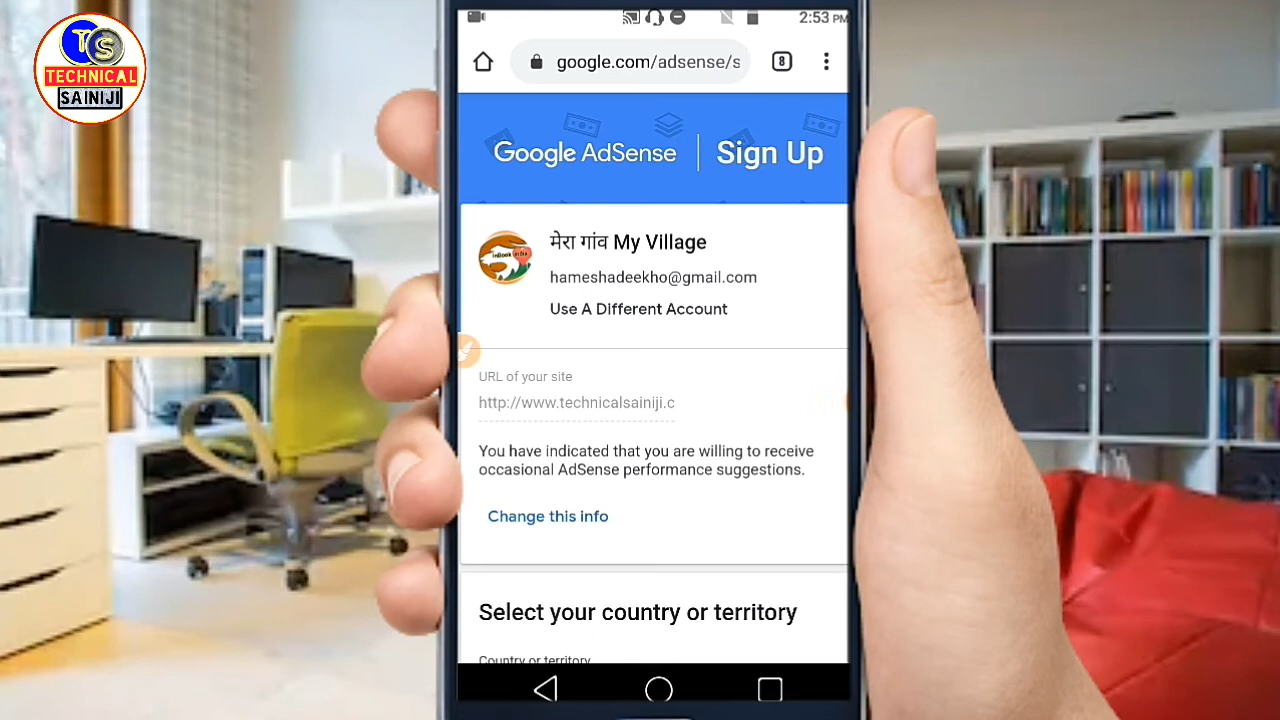 TS
TECHNICAL
SAINIJI
2:53 PM
google.com/adsense/s
8
Google AdSense | Sign Up
मेरा गांव My Village
hameshadeekho@gmail.com
Use A Different Account
URL of your site
http://www.technicalsainiji.c
You have indicated that you are willing to receive
occasional AdSense performance suggestions.
Change this info
Select your country or territory
Country or territory